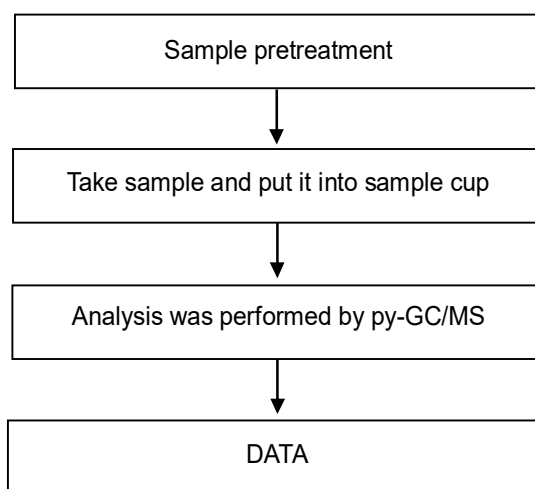 Sample pretreatment
Take sample and put it into sample cup
Analysis was performed by py-GC/MS
DATA